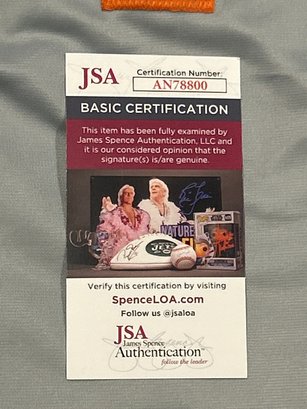 JSA
Certification Number:
AN78800
BASIC CERTIFICATION
This item has been fully examined by
James Spence Authentication, LLC and
it is our considered opinion that the
signature(s) is/are genuine.
JETS
NATURE
Verify this certification by visiting
SpenceLOA.com
Follow us @jsaloa
JSA
James Spence
Authentication
follow the leader